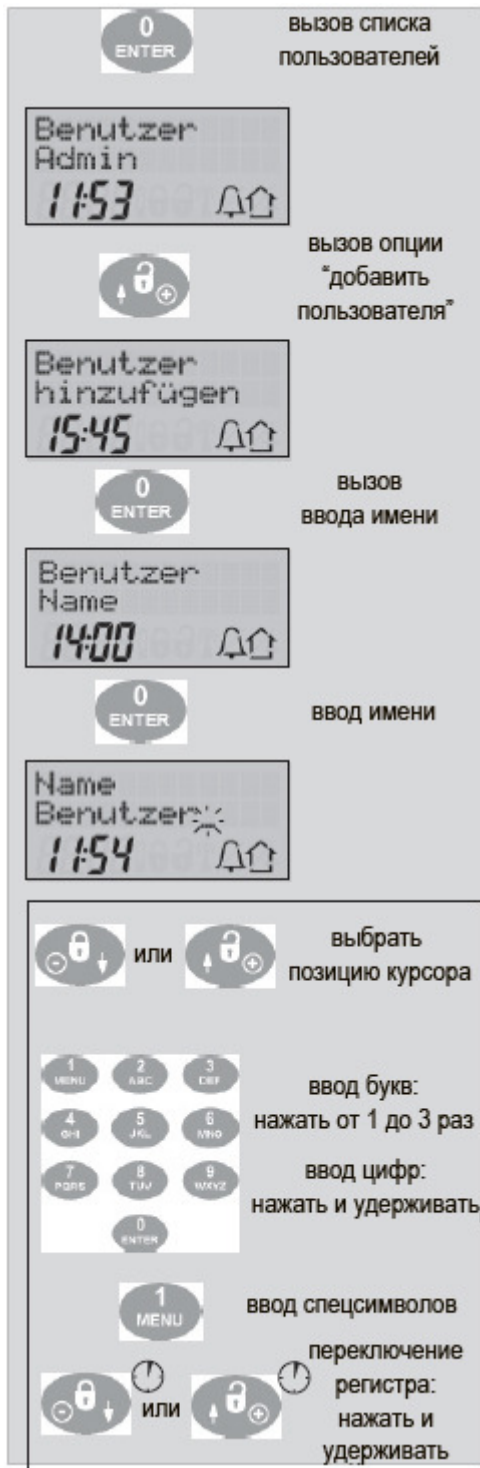 0
ENTER
вызов списка
пользователей
Benutzer
Admin
11:53
вызов опции
“добавить
пользователя”
Benutzer
hinzufügen
15:45
0
ENTER
вызов
ввода имени
Benutzer
Name
14:00
0
ENTER
ввод имени
Name
Benutzer
11:54
или
выбрать
позицию курсора
1 2 3
MENU ABC DEF
4 5 6
GHI JKL MNO
7 8 9
PQRS TUV WXYZ
0
ENTER
ввод букв:
нажать от 1 до 3 раз
ввод цифр:
нажать и удерживать
1
MENU
ввод спецсимволов
или
переключение
регистра:
нажать и
удерживать